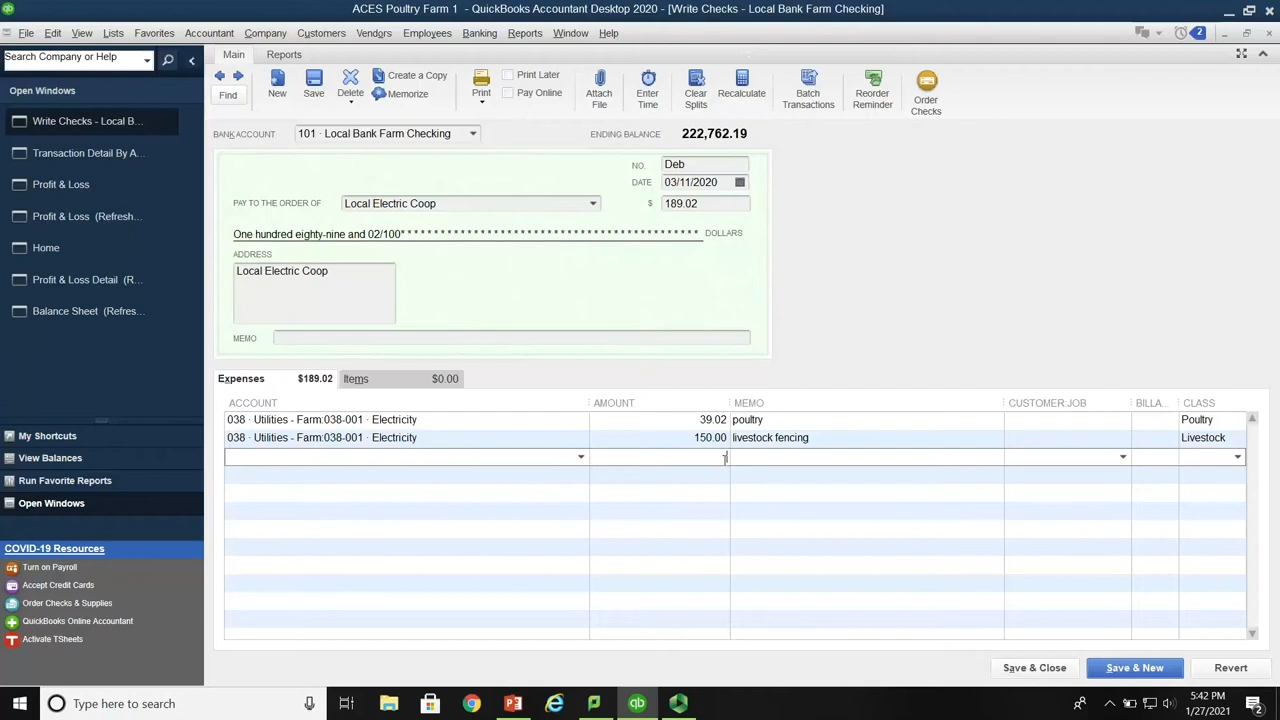 ACES Poultry Farm 1 - QuickBooks Accountant Desktop 2020 - [Write Checks - Local Bank Farm Checking]
File Edit View Lists Favorites Accountant Company Customers Vendors Employees Banking Reports Window Help
2
Search Company or Help
Main Reports
Find New Save Delete Create a Copy Memorize Print Print Later Pay Online Attach File Enter Time Clear Splits Recalculate Batch Transactions Reorder Reminder Order Checks
Open Windows
Write Checks - Local B...
Transaction Detail By A...
Profit & Loss
Profit & Loss (Refresh...
Home
Profit & Loss Detail (R...
Balance Sheet (Refres...
My Shortcuts
View Balances
Run Favorite Reports
Open Windows
COVID-19 Resources
Turn on Payroll
Accept Credit Cards
Order Checks & Supplies
QuickBooks Online Accountant
Activate TSheets
BANK ACCOUNT 101 · Local Bank Farm Checking ENDING BALANCE 222,762.19
NO. Deb
DATE 03/11/2020
PAY TO THE ORDER OF Local Electric Coop $ 189.02
One hundred eighty-nine and 02/100* * * * * * * * * * * * * * * * * * * * * * * * * * * * * * * * * * * * * * * * * * DOLLARS
ADDRESS
Local Electric Coop
MEMO
Expenses $189.02 Items $0.00
ACCOUNT AMOUNT MEMO CUSTOMER:JOB BILLA... CLASS
038 · Utilities - Farm:038-001 · Electricity 39.02 poultry Poultry
038 · Utilities - Farm:038-001 · Electricity 150.00 livestock fencing Livestock
Save & Close Save & New Revert
Type here to search
5:42 PM
1/27/2021
2